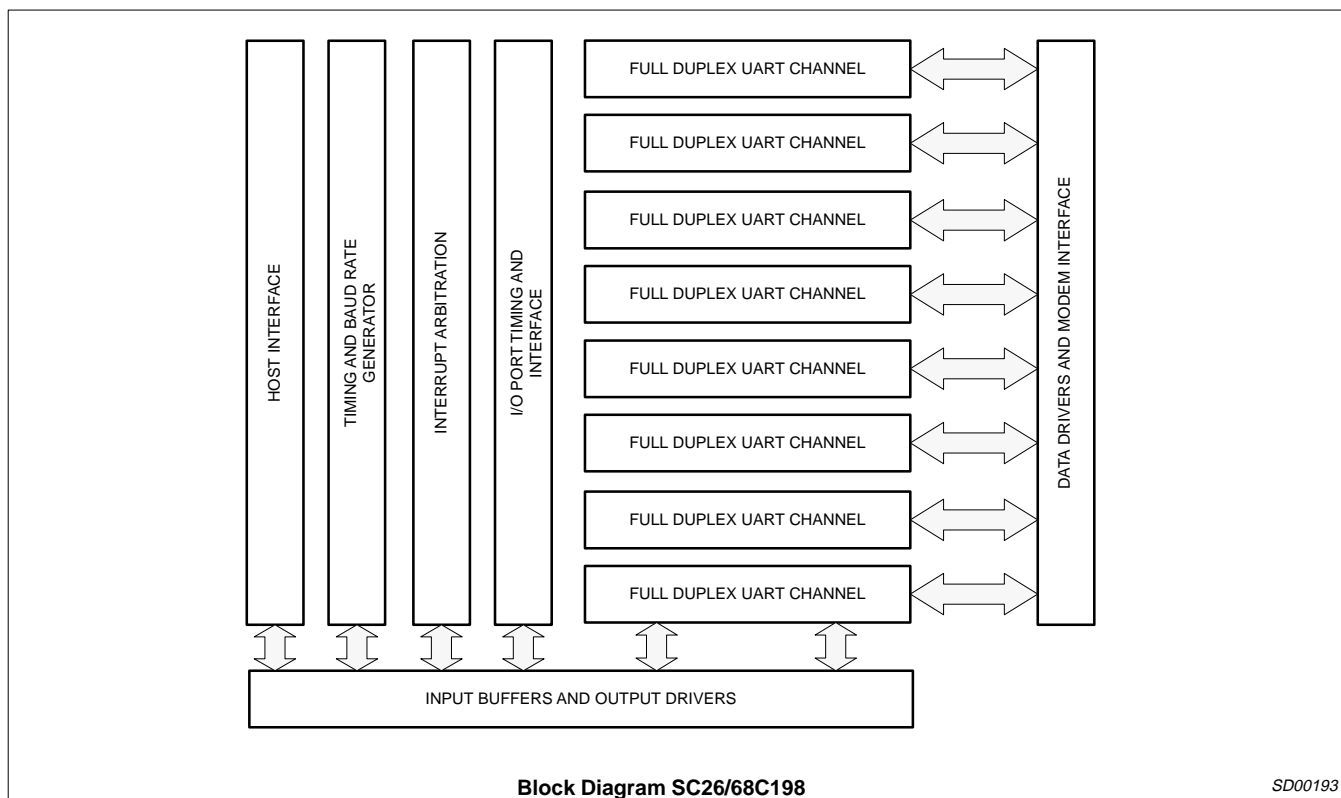 HOST INTERFACE
TIMING AND BAUD RATE
GENERATOR
INTERRUPT ARBITRATION
I/O PORT TIMING AND
INTERFACE
FULL DUPLEX UART CHANNEL
FULL DUPLEX UART CHANNEL
FULL DUPLEX UART CHANNEL
FULL DUPLEX UART CHANNEL
FULL DUPLEX UART CHANNEL
FULL DUPLEX UART CHANNEL
FULL DUPLEX UART CHANNEL
FULL DUPLEX UART CHANNEL
DATA DRIVERS AND MODEM INTERFACE
INPUT BUFFERS AND OUTPUT DRIVERS
Block Diagram SC26/68C198
SD00193